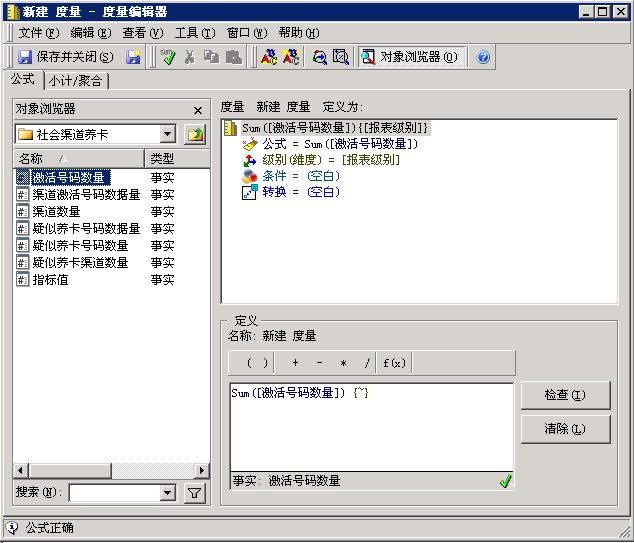 新建 度量 - 度量编辑器
文件(F) 编辑(E) 查看(V) 工具(T) 窗口(W) 帮助(H)
保存并关闭(S) 对象浏览器(O)
公式 小计/聚合
对象浏览器
社会渠道养卡
名称 类型
激活号码数量 事实
渠道激活号码数据量 事实
渠道数量 事实
疑似养卡号码数据量 事实
疑似养卡号码数量 事实
疑似养卡渠道数量 事实
指标值 事实
搜索(N):
度量 新建 度量 定义为:
Sum([激活号码数量]){[报表级别]}
公式 = Sum([激活号码数量])
级别(维度) = [报表级别]
条件 = (空白)
转换 = (空白)
定义
名称: 新建 度量
( ) + - * / f(x)
Sum([激活号码数量]) {~}
检查(I)
清除(L)
事实: 激活号码数量
公式正确